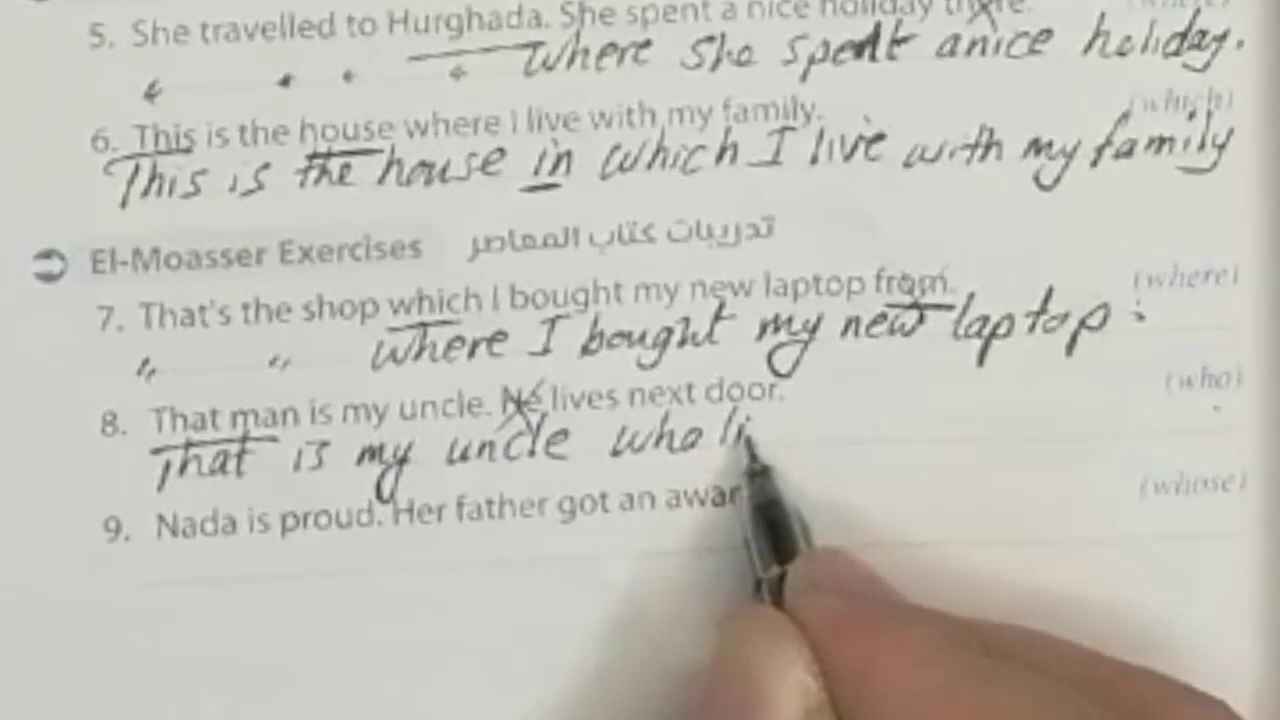 5. She travelled to Hurghada. She spent a nice holiday there. (where)
where she spent a nice holiday.
6. This is the house where I live with my family. (which)
This is the house in which I live with my family
El-Moasser Exercises تدريبات كتاب المعاصر
7. That's the shop which I bought my new laptop from. (where)
" " where I bought my new laptop.
8. That man is my uncle. He lives next door. (who)
That is my uncle who li
9. Nada is proud. Her father got an awar (whose)